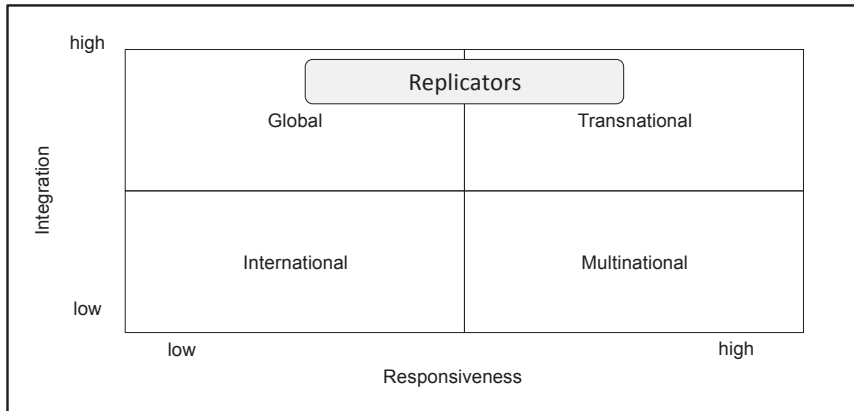 high
Replicators
Global
Transnational
Integration
International
Multinational
low
low
high
Responsiveness